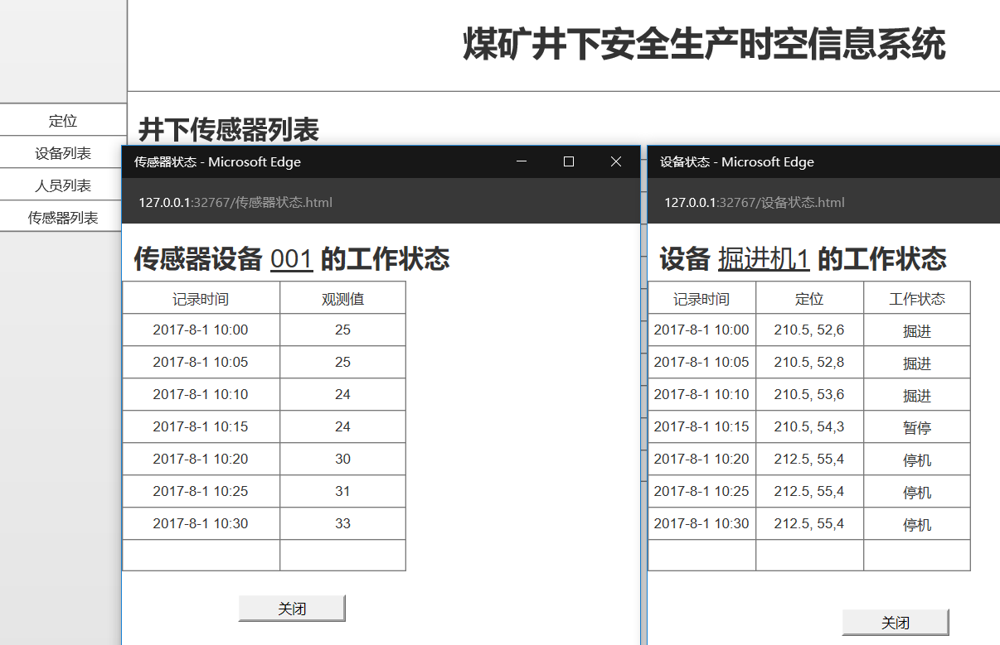 煤矿井下安全生产时空信息系统
定位
设备列表
人员列表
传感器列表
井下传感器列表
传感器状态 - Microsoft Edge
127.0.0.1:32767/传感器状态.html
传感器设备 001 的工作状态
记录时间 观测值
2017-8-1 10:00 25
2017-8-1 10:05 25
2017-8-1 10:10 24
2017-8-1 10:15 24
2017-8-1 10:20 30
2017-8-1 10:25 31
2017-8-1 10:30 33
关闭
设备状态 - Microsoft Edge
127.0.0.1:32767/设备状态.html
设备 掘进机1 的工作状态
记录时间 定位 工作状态
2017-8-1 10:00 210.5, 52,6 掘进
2017-8-1 10:05 210.5, 52,8 掘进
2017-8-1 10:10 210.5, 53,6 掘进
2017-8-1 10:15 210.5, 54,3 暂停
2017-8-1 10:20 212.5, 55,4 停机
2017-8-1 10:25 212.5, 55,4 停机
2017-8-1 10:30 212.5, 55,4 停机
关闭